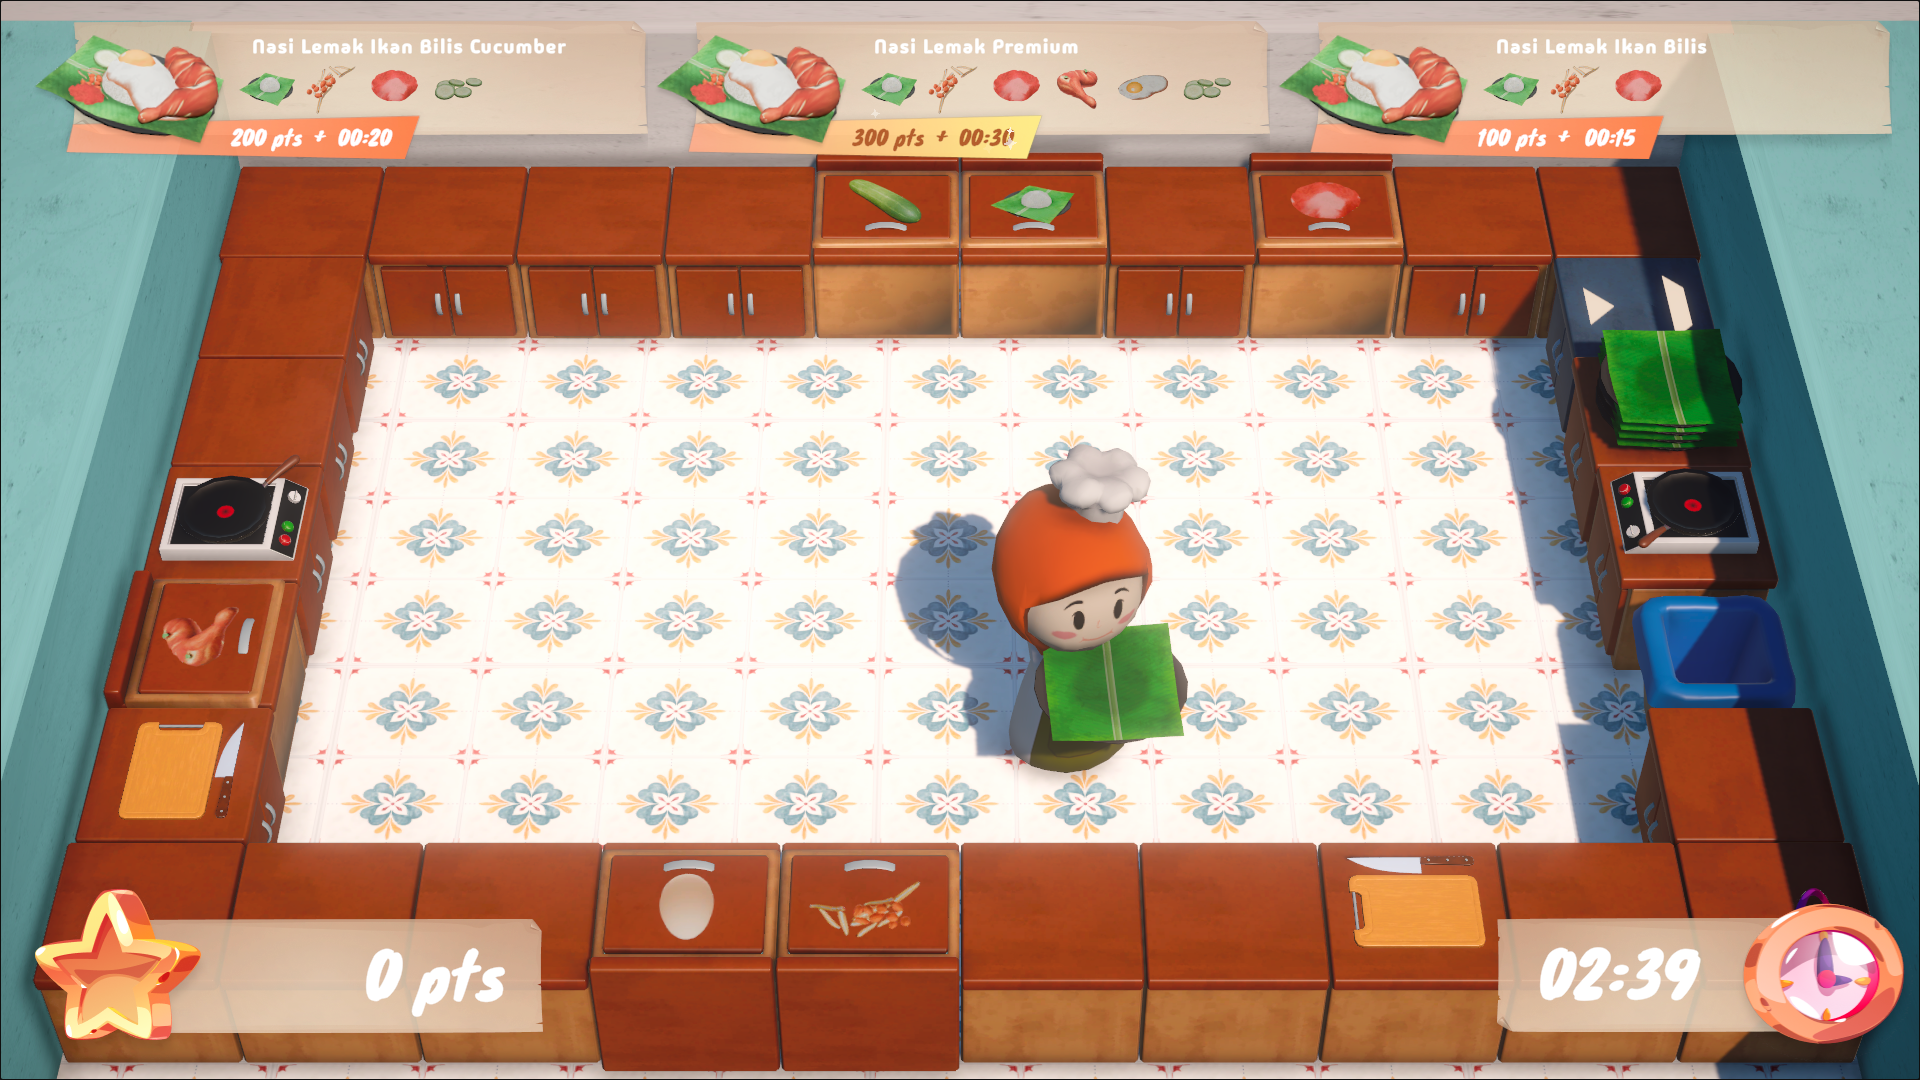 Nasi Lemak Ikan Bilis Cucumber
200 pts + 00:20
Nasi Lemak Premium
300 pts + 00:30
Nasi Lemak Ikan Bilis
100 pts + 00:15
0 pts
02:39